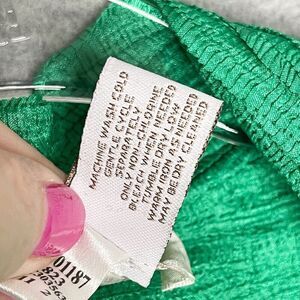 MACHINE WASH COLD
GENTLE CYCLE
SEPARATELY
ONLY NON-CHLORINE
BLEACH WHEN NEEDED
TUMBLE DRY LOW
WARM IRON AS NEEDED
MAY BE DRY CLEANED
01187
823